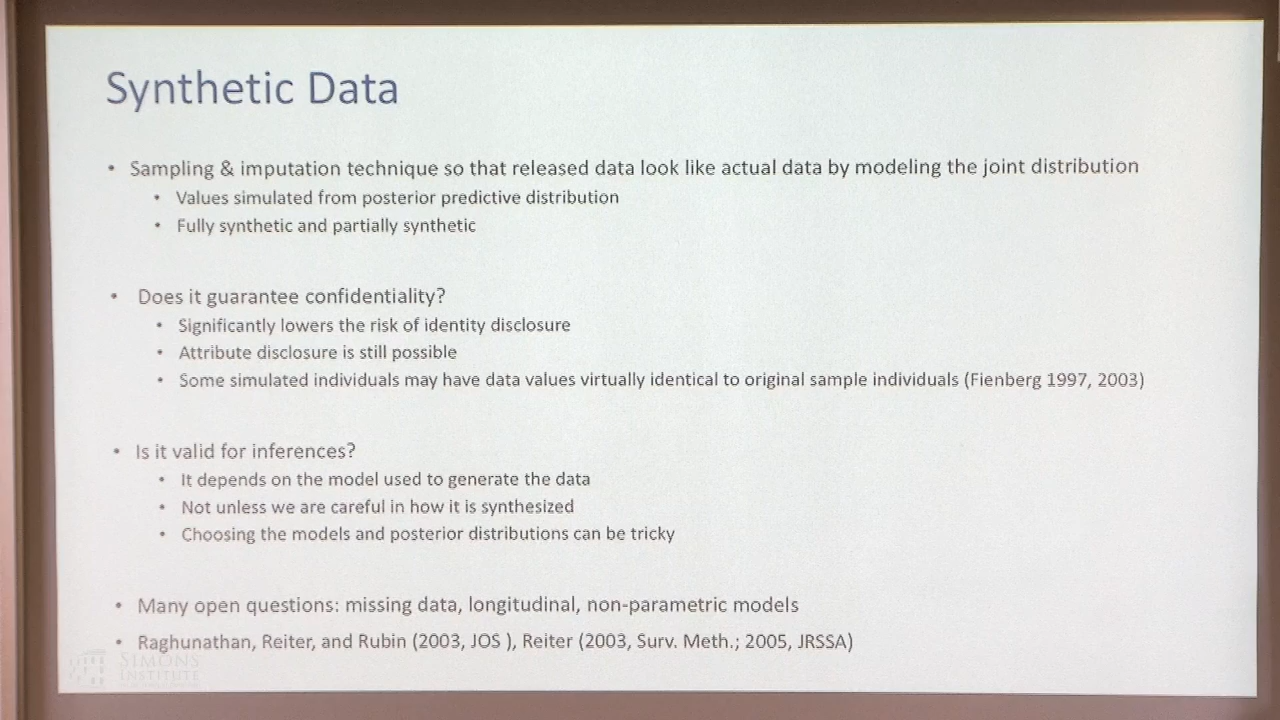 Synthetic Data
• Sampling & imputation technique so that released data look like actual data by modeling the joint distribution
• Values simulated from posterior predictive distribution
• Fully synthetic and partially synthetic
• Does it guarantee confidentiality?
• Significantly lowers the risk of identity disclosure
• Attribute disclosure is still possible
• Some simulated individuals may have data values virtually identical to original sample individuals (Fienberg 1997, 2003)
• Is it valid for inferences?
• It depends on the model used to generate the data
• Not unless we are careful in how it is synthesized
• Choosing the models and posterior distributions can be tricky
• Many open questions: missing data, longitudinal, non-parametric models
• Raghunathan, Reiter, and Rubin (2003, JOS ), Reiter (2003, Surv. Meth.; 2005, JRSSA)
SIMONS
INSTITUTE